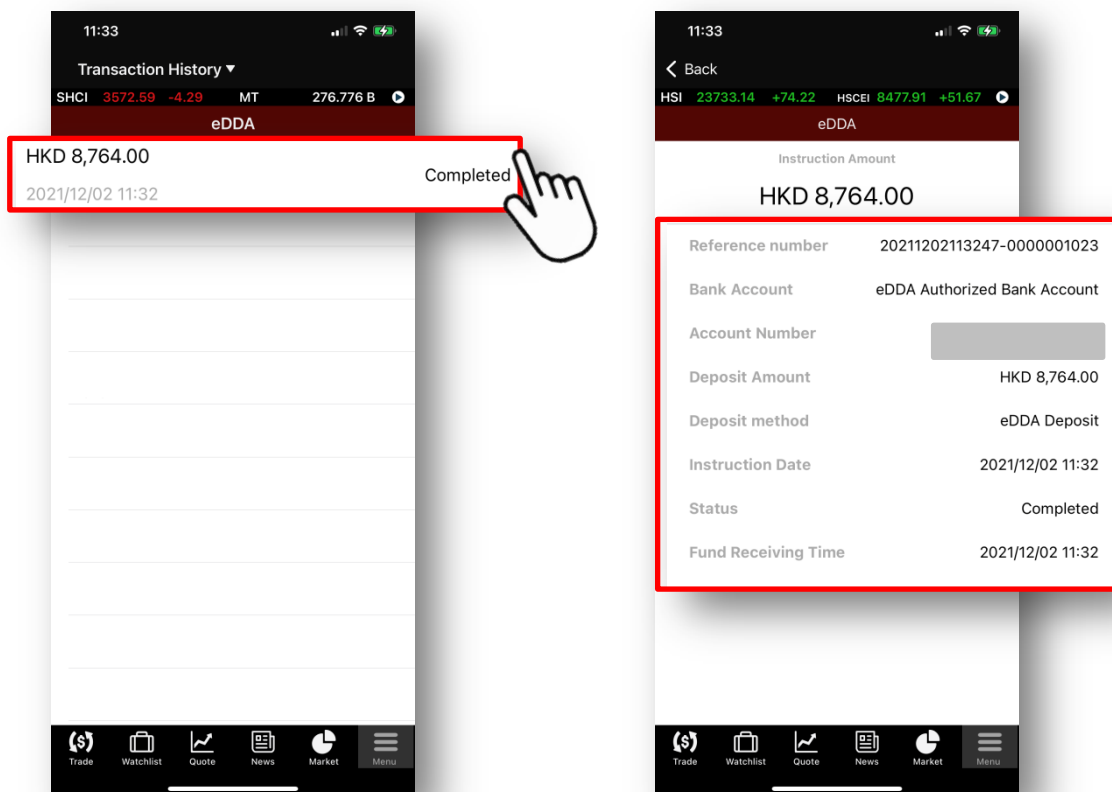 11:33
Transaction History ▼
SHCI 3572.59 -4.29 MT 276.776 B
eDDA
HKD 8,764.00
Completed
2021/12/02 11:32
Trade Watchlist Quote News Market Menu
11:33
Back
HSI 23733.14 +74.22 HSCEI 8477.91 +51.67
eDDA
Instruction Amount
HKD 8,764.00
Reference number 20211202113247-0000001023
Bank Account eDDA Authorized Bank Account
Account Number
Deposit Amount HKD 8,764.00
Deposit method eDDA Deposit
Instruction Date 2021/12/02 11:32
Status Completed
Fund Receiving Time 2021/12/02 11:32
Trade Watchlist Quote News Market Menu